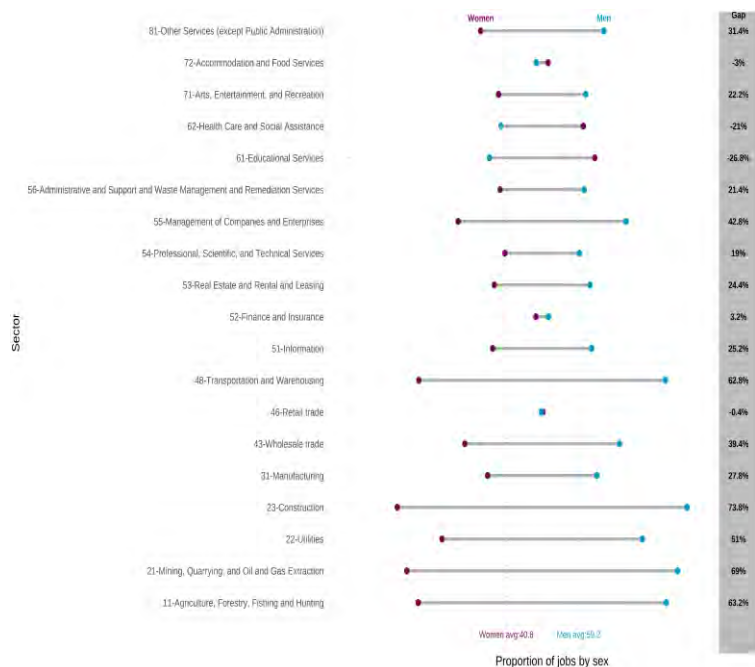 Women
Men
Gap
81-Other Services (except Public Administration)
31.4%
72-Accommodation and Food Services
-3%
71-Arts, Entertainment, and Recreation
22.2%
62-Health Care and Social Assistance
-21%
61-Educational Services
-26.8%
56-Administrative and Support and Waste Management and Remediation Services
21.4%
55-Management of Companies and Enterprises
42.8%
54-Professional, Scientific, and Technical Services
19%
53-Real Estate and Rental and Leasing
24.4%
52-Finance and Insurance
3.2%
51-Information
25.2%
48-Transportation and Warehousing
62.8%
46-Retail trade
-0.4%
43-Wholesale trade
39.4%
31-Manufacturing
27.8%
23-Construction
73.8%
22-Utilities
51%
21-Mining, Quarrying, and Oil and Gas Extraction
69%
11-Agriculture, Forestry, Fishing and Hunting
63.2%
Sector
Women avg:40.8
Men avg:59.2
Proportion of jobs by sex